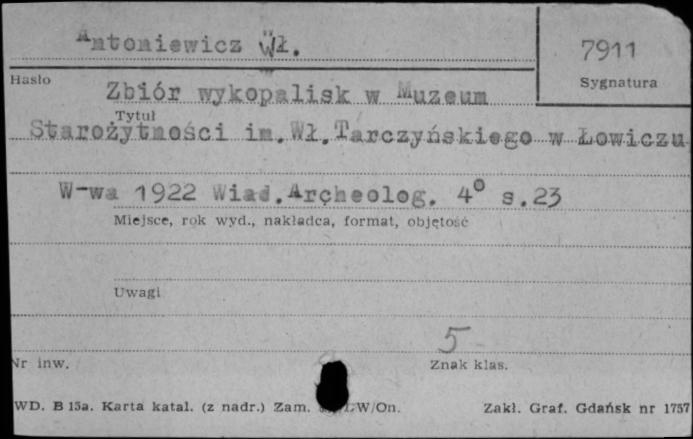 Antoniewicz Wł.
7911
Hasło
Sygnatura
Zbiór wykopalisk w Muzeum
Tytuł
Starożytności im.Wł.Tarczyńskiego w Łowiczu
W-wa 1922 Wiad.Archeolog. 4° s.23
Miejsce, rok wyd., nakładca, format, objętość
Uwagi
5
Nr inw.
Znak klas.
WD. B 15a. Karta katal. (z nadr.) Zam. W/On.
Zakł. Graf. Gdańsk nr 1757